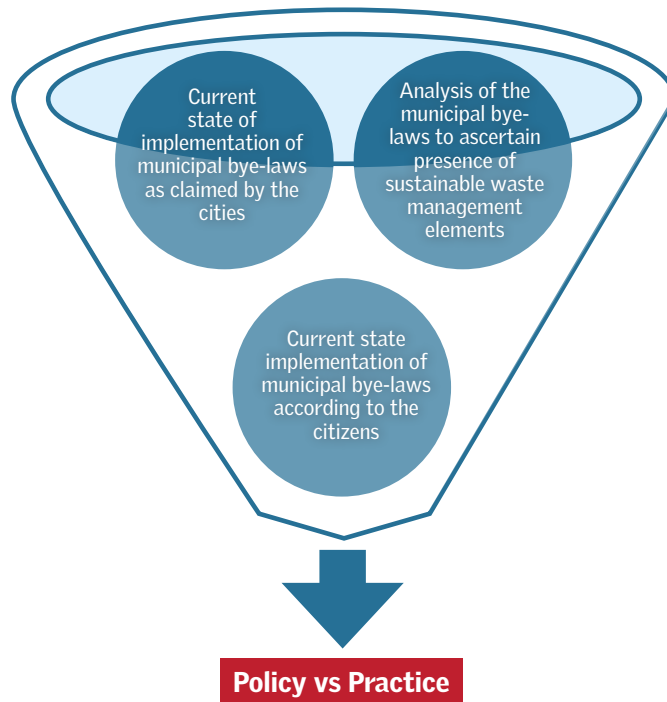 Current
state of
implementation of
municipal bye-laws
as claimed by the
cities
Analysis of the
municipal bye-
laws to ascertain
presence of
sustainable waste
management
elements
Current state
implementation of
municipal bye-laws
according to the
citizens
Policy vs Practice